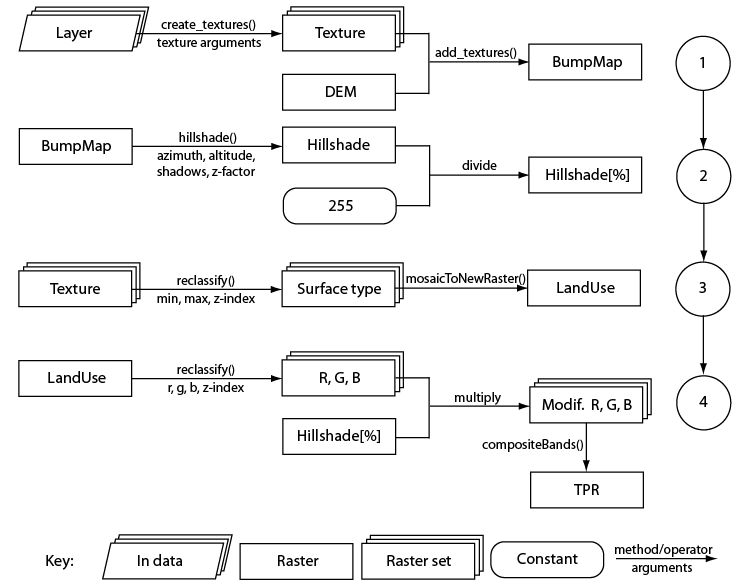 Layer
create_textures()
texture arguments
Texture
add_textures()
DEM
BumpMap
1
BumpMap
hillshade()
azimuth, altitude,
shadows, z-factor
Hillshade
255
divide
Hillshade[%]
2
Texture
reclassify()
min, max, z-index
Surface type
mosaicToNewRaster()
LandUse
3
LandUse
reclassify()
r, g, b, z-index
R, G, B
Hillshade[%]
multiply
Modif. R, G, B
4
compositeBands()
TPR
Key:
In data
Raster
Raster set
Constant
method/operator
arguments